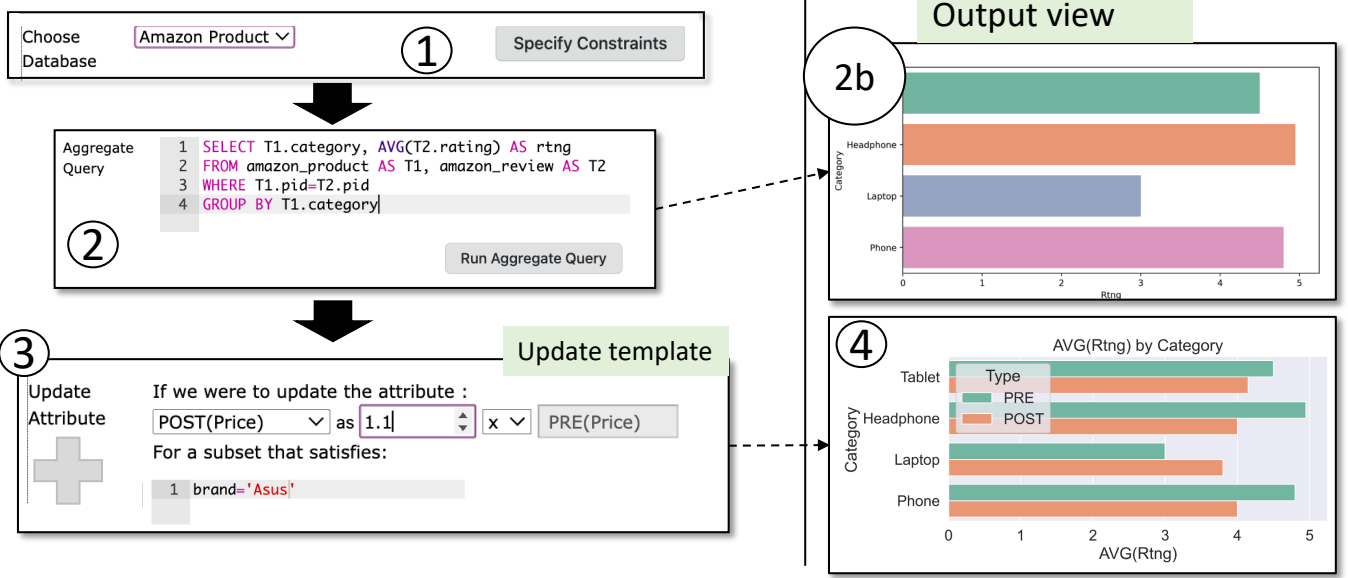 Choose
Database
Amazon Product
1
Specify Constraints
Aggregate
Query
1 SELECT T1.category, AVG(T2.rating) AS rtng
2 FROM amazon_product AS T1, amazon_review AS T2
3 WHERE T1.pid=T2.pid
4 GROUP BY T1.category
2
Run Aggregate Query
3
Update template
Update
Attribute
If we were to update the attribute :
POST(Price) as 1.1 x PRE(Price)
For a subset that satisfies:
1 brand='Asus'
Output view
2b
Headphone
Laptop
Phone
Category
0 1 2 3 4 5
Rtng
4
AVG(Rtng) by Category
Tablet
Headphone
Laptop
Phone
Category
Type
PRE
POST
0 1 2 3 4 5
AVG(Rtng)